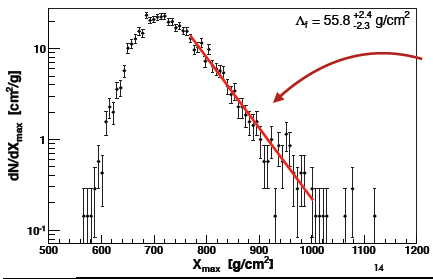 Λf = 55.8 +2.4 -2.3 g/cm²
dN/dXmax [cm²/g]
10
1
10⁻¹
500 600 700 800 900 1000 1100 1200
Xmax [g/cm²]
14